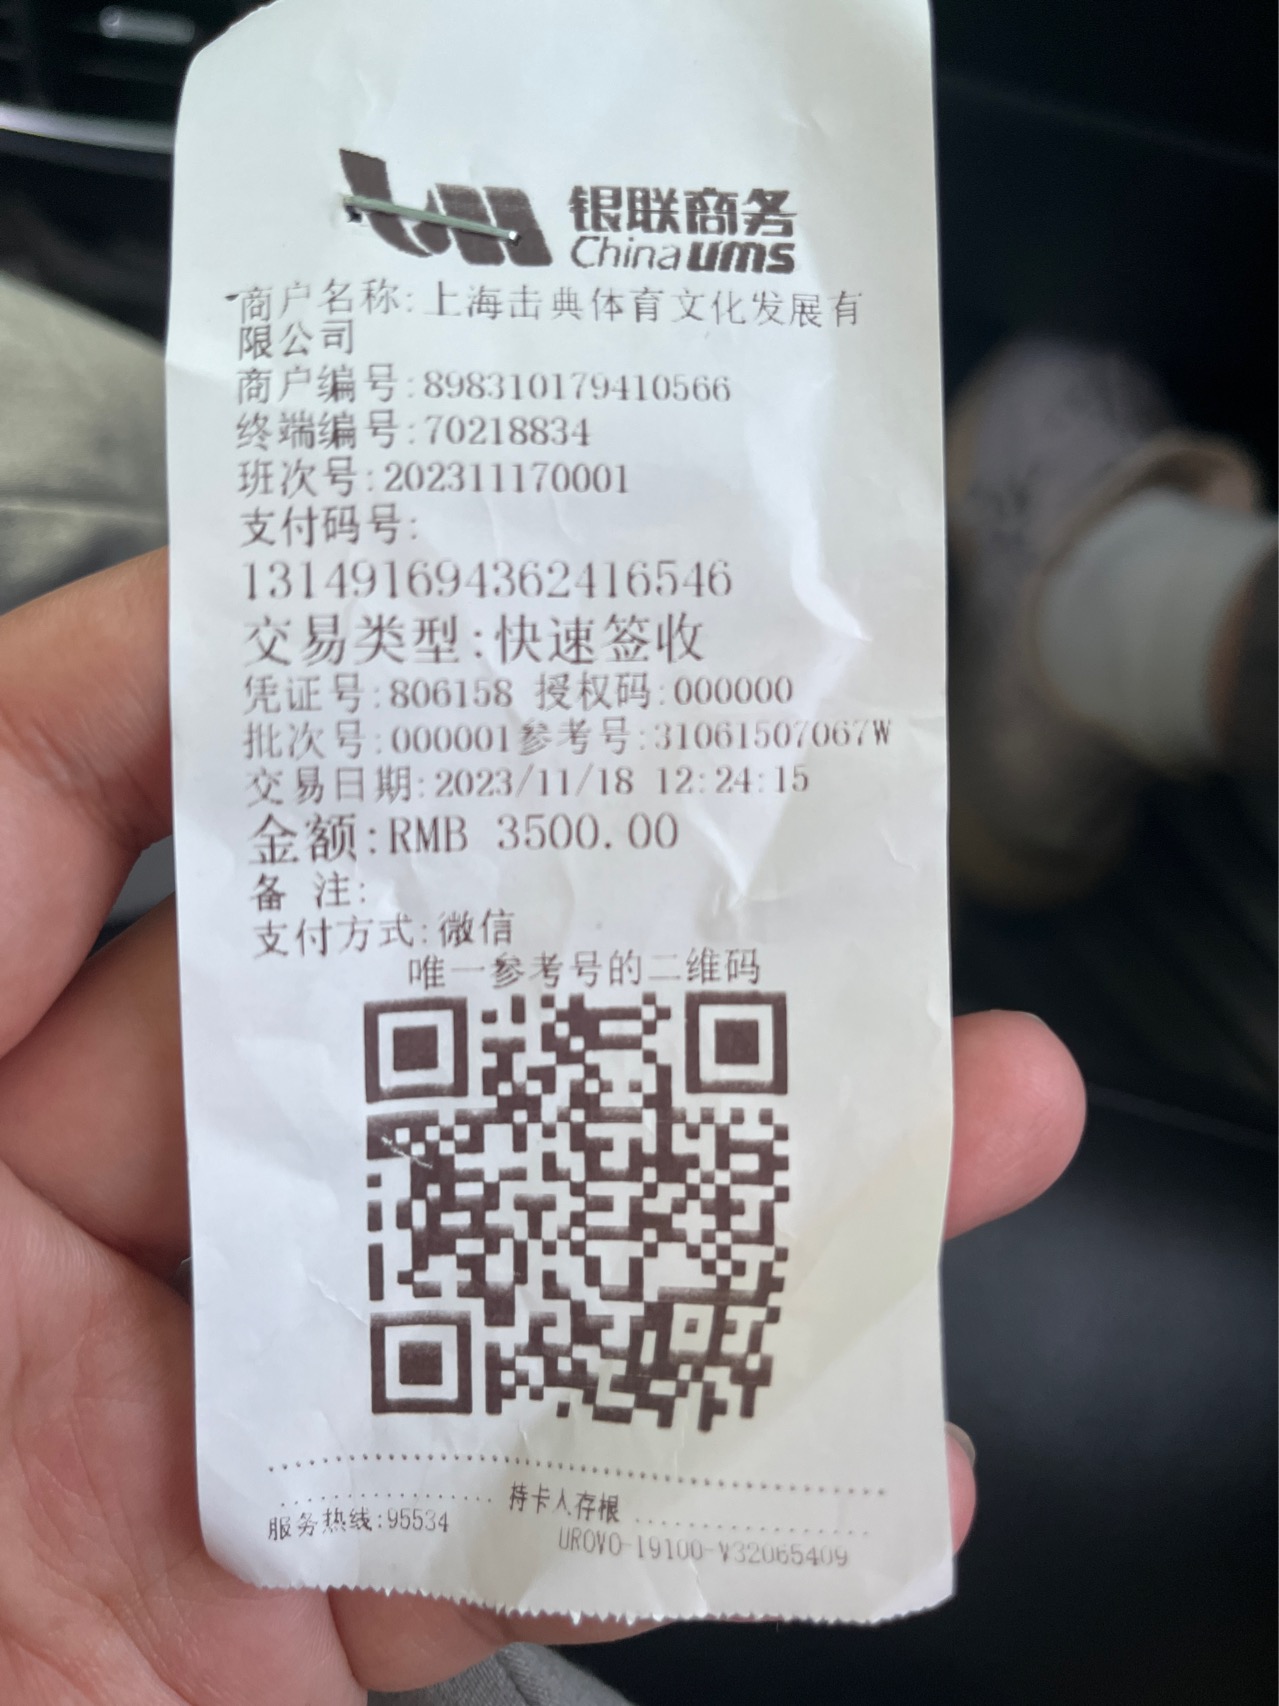 银联商务
China ums
商户名称:上海击典体育文化发展有
限公司
商户编号:898310179410566
终端编号:70218834
班次号:202311170001
支付码号:
131491694362416546
交易类型:快速签收
凭证号:806158 授权码:000000
批次号:000001参考号:31061507067W
交易日期:2023/11/18 12:24:15
金额:RMB 3500.00
备 注:
支付方式:微信
唯一参考号的二维码
持卡人存根
服务热线:95534
UROVO-I9100-V32065409